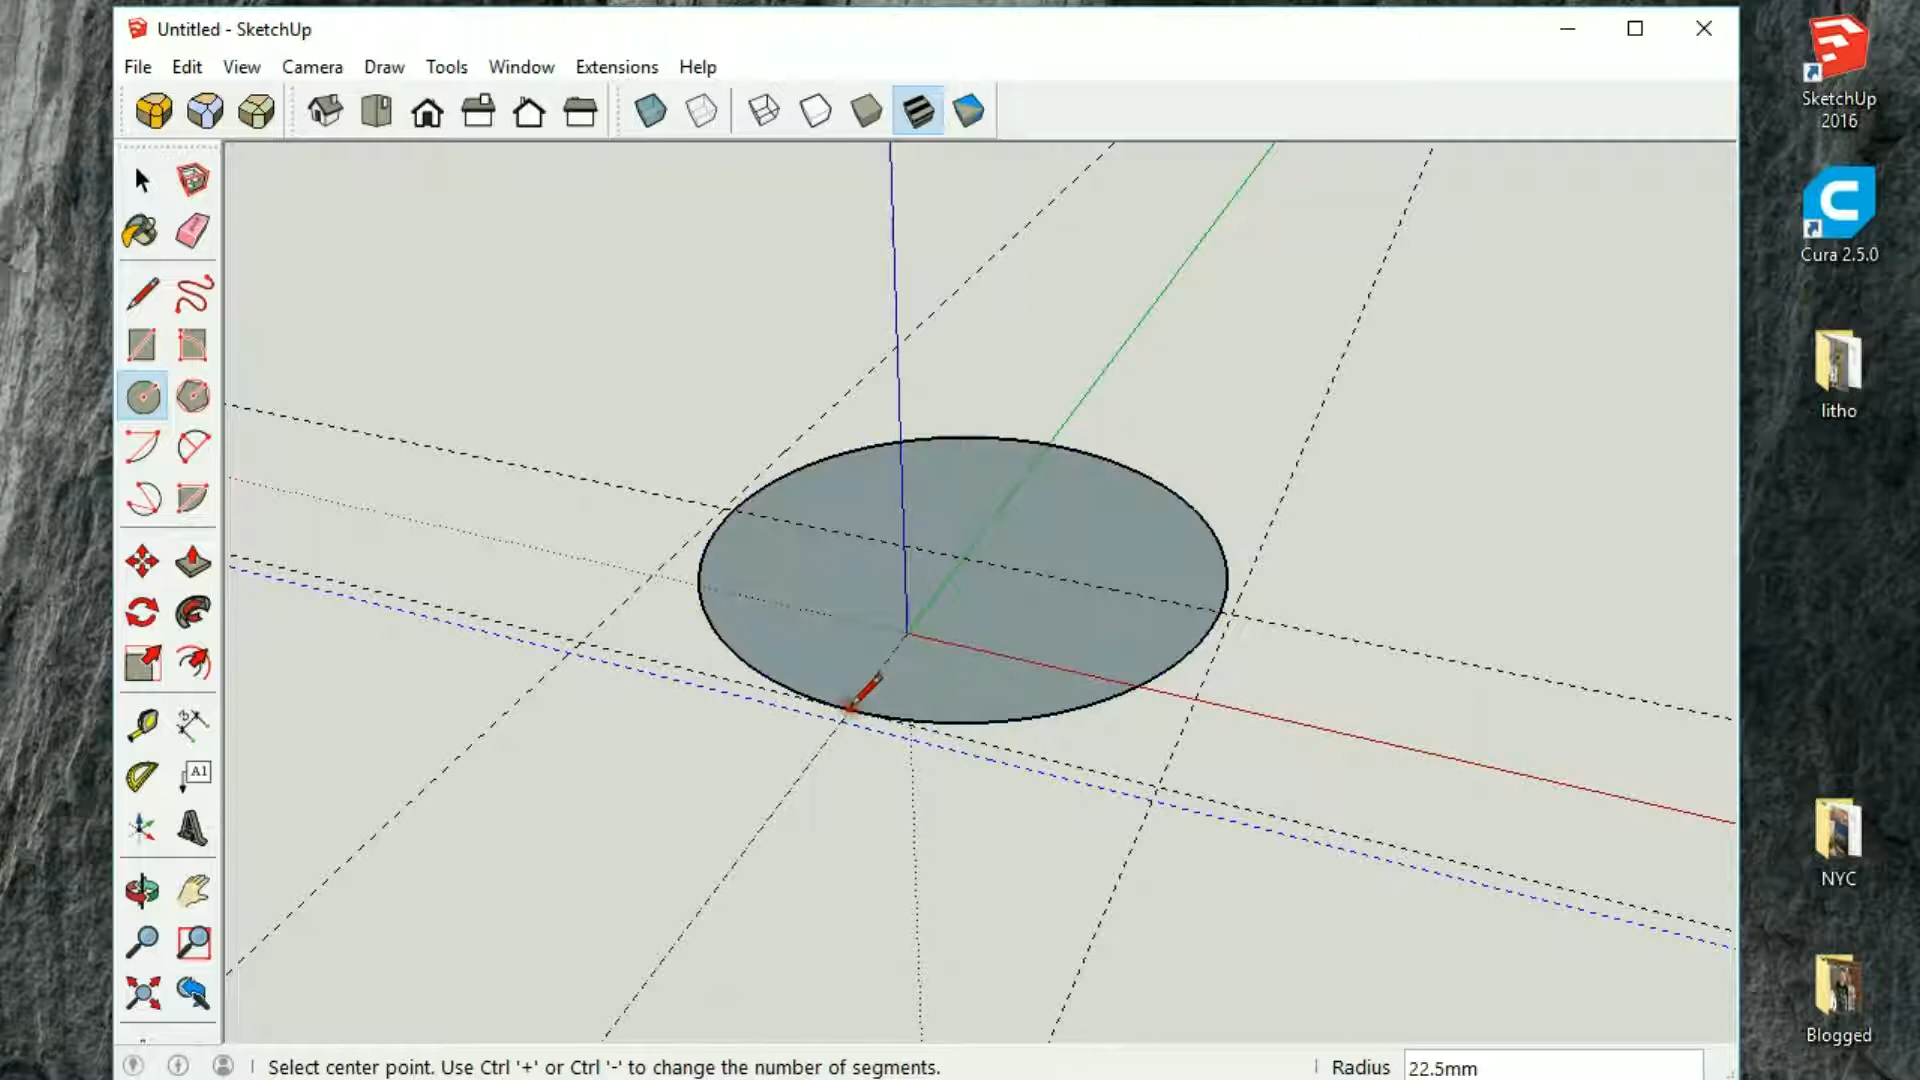 Untitled - SketchUp
File Edit View Camera Draw Tools Window Extensions Help
SketchUp
2016
Cura 2.5.0
litho
A1
NYC
Blogged
Select center point. Use Ctrl '+' or Ctrl '-' to change the number of segments.
Radius 22.5mm